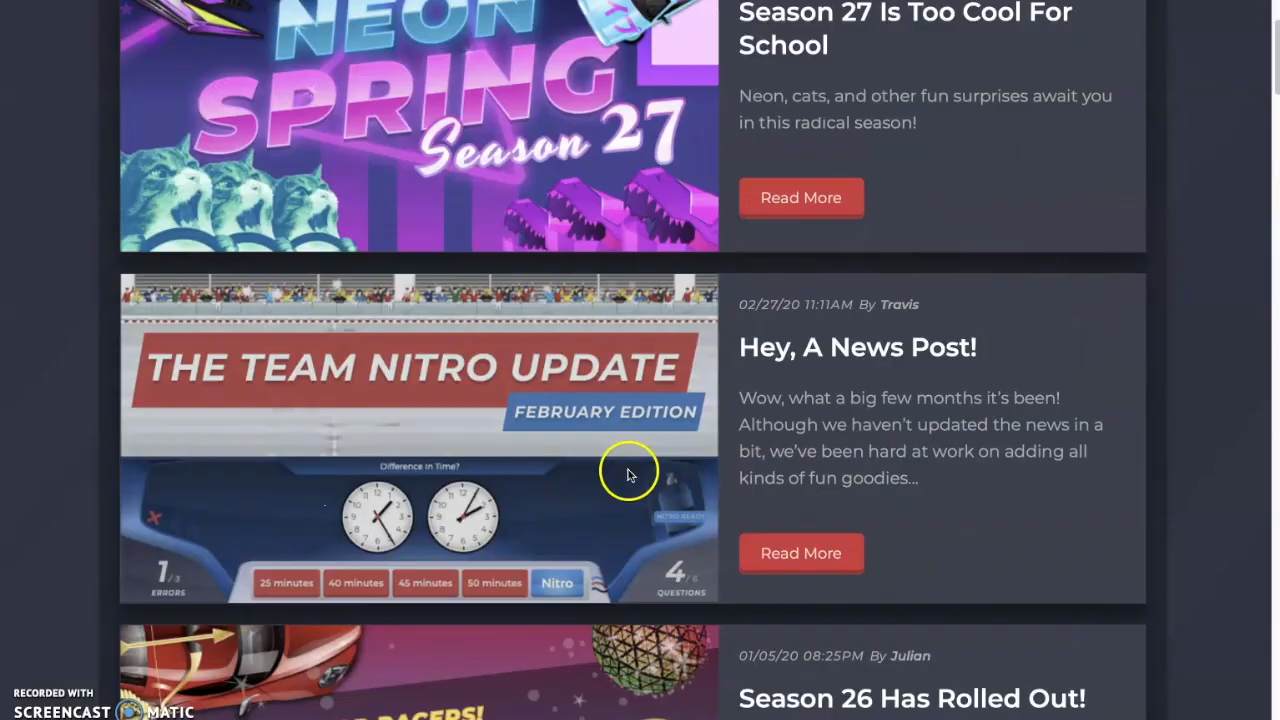 NEON
SPRING
Season 27
Season 27 Is Too Cool For
School
Neon, cats, and other fun surprises await you
in this radical season!
Read More
THE TEAM NITRO UPDATE
FEBRUARY EDITION
Difference In Time?
NITRO READY
1/3
ERRORS
25 minutes
40 minutes
45 minutes
50 minutes
Nitro
4/6
QUESTIONS
02/27/20 11:11AM By Travis
Hey, A News Post!
Wow, what a big few months it's been!
Although we haven't updated the news in a
bit, we've been hard at work on adding all
kinds of fun goodies...
Read More
RACERS!
01/05/20 08:25PM By Julian
Season 26 Has Rolled Out!
RECORDED WITH
SCREENCAST MATIC